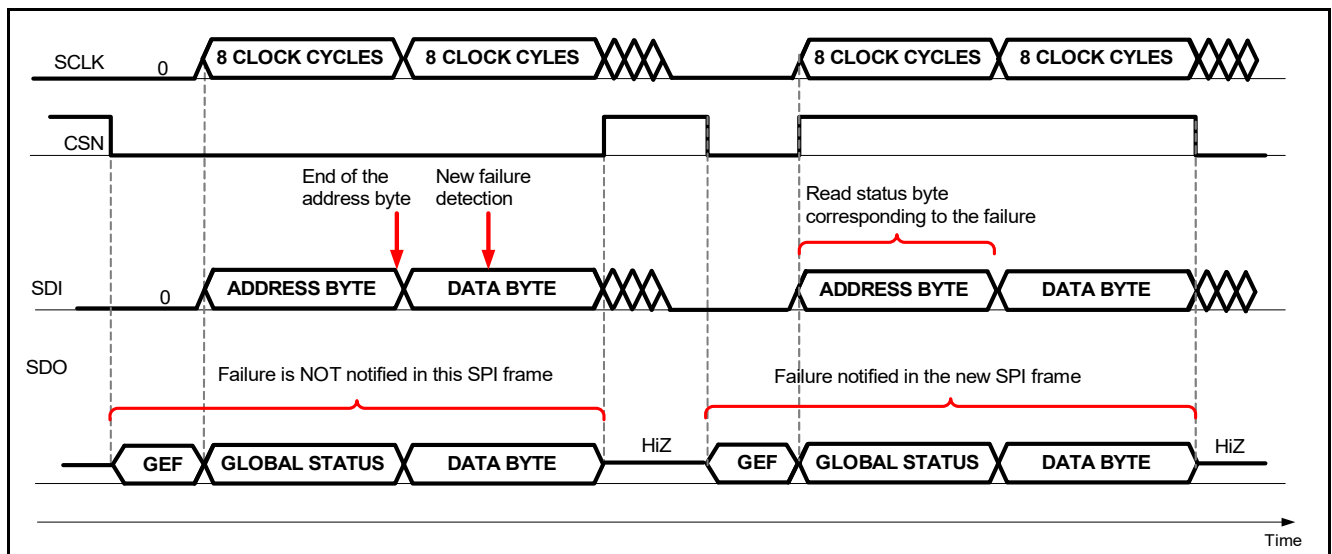 SCLK
0
8 CLOCK CYCLES
8 CLOCK CYLES
8 CLOCK CYCLES
8 CLOCK CYLES
CSN
End of the
address byte
New failure
detection
Read status byte
corresponding to the failure
SDI
0
ADDRESS BYTE
DATA BYTE
ADDRESS BYTE
DATA BYTE
SDO
Failure is NOT notified in this SPI frame
Failure notified in the new SPI frame
GEF
GLOBAL STATUS
DATA BYTE
HiZ
GEF
GLOBAL STATUS
DATA BYTE
HiZ
Time